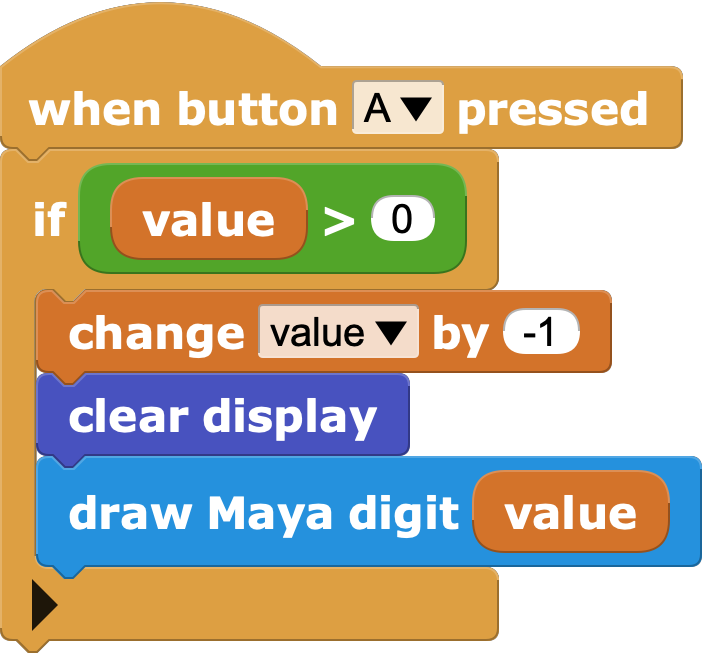 when button A pressed
if value > 0
change value by -1
clear display
draw Maya digit value